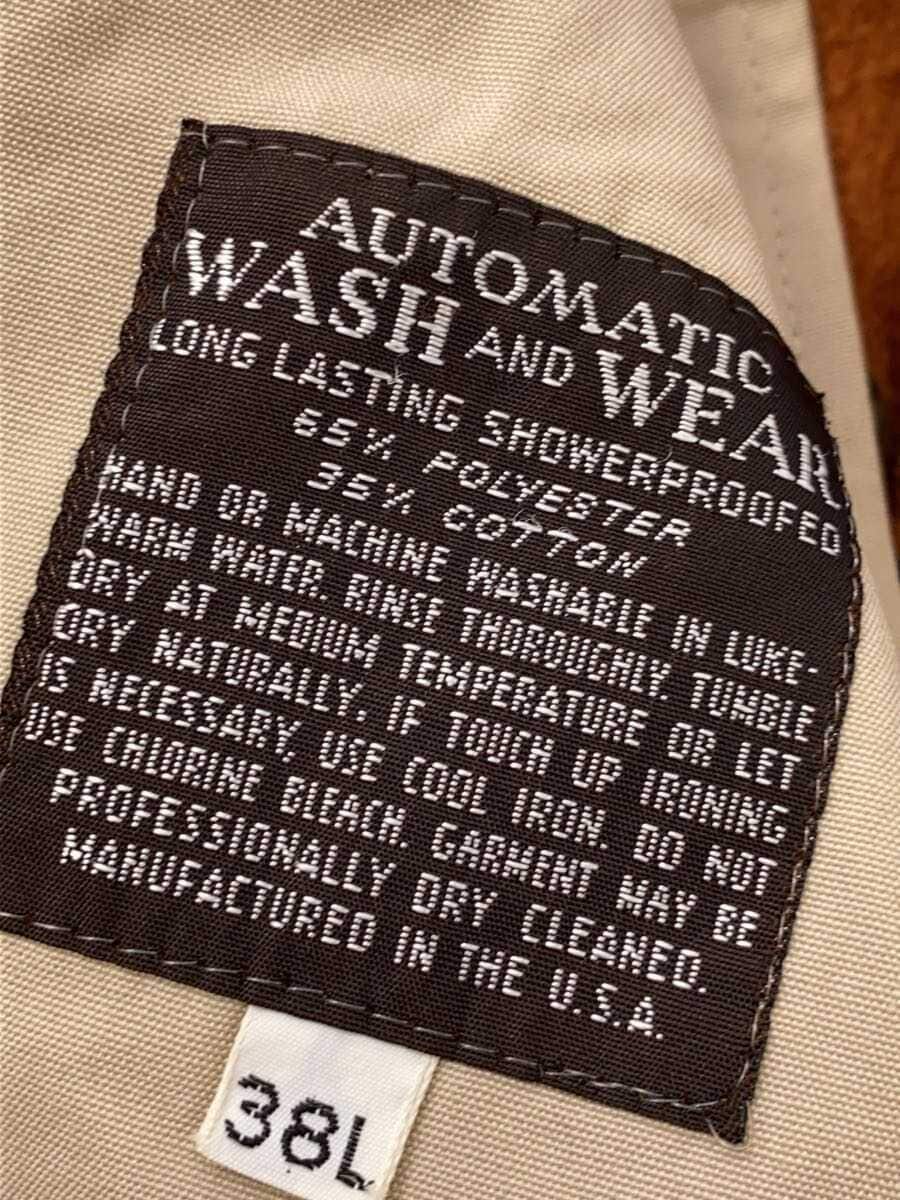 AUTOMATIC
WASH AND WEAR
LONG LASTING SHOWERPROOFED
65% POLYESTER
35% COTTON
HAND OR MACHINE WASHABLE IN LUKE-
WARM WATER. RINSE THOROUGHLY. TUMBLE
DRY AT MEDIUM TEMPERATURE OR LET
DRY NATURALLY. IF TOUCH UP IRONING
IS NECESSARY, USE COOL IRON. DO NOT
USE CHLORINE BLEACH. GARMENT MAY BE
PROFESSIONALLY DRY CLEANED.
MANUFACTURED IN THE U.S.A.
38L